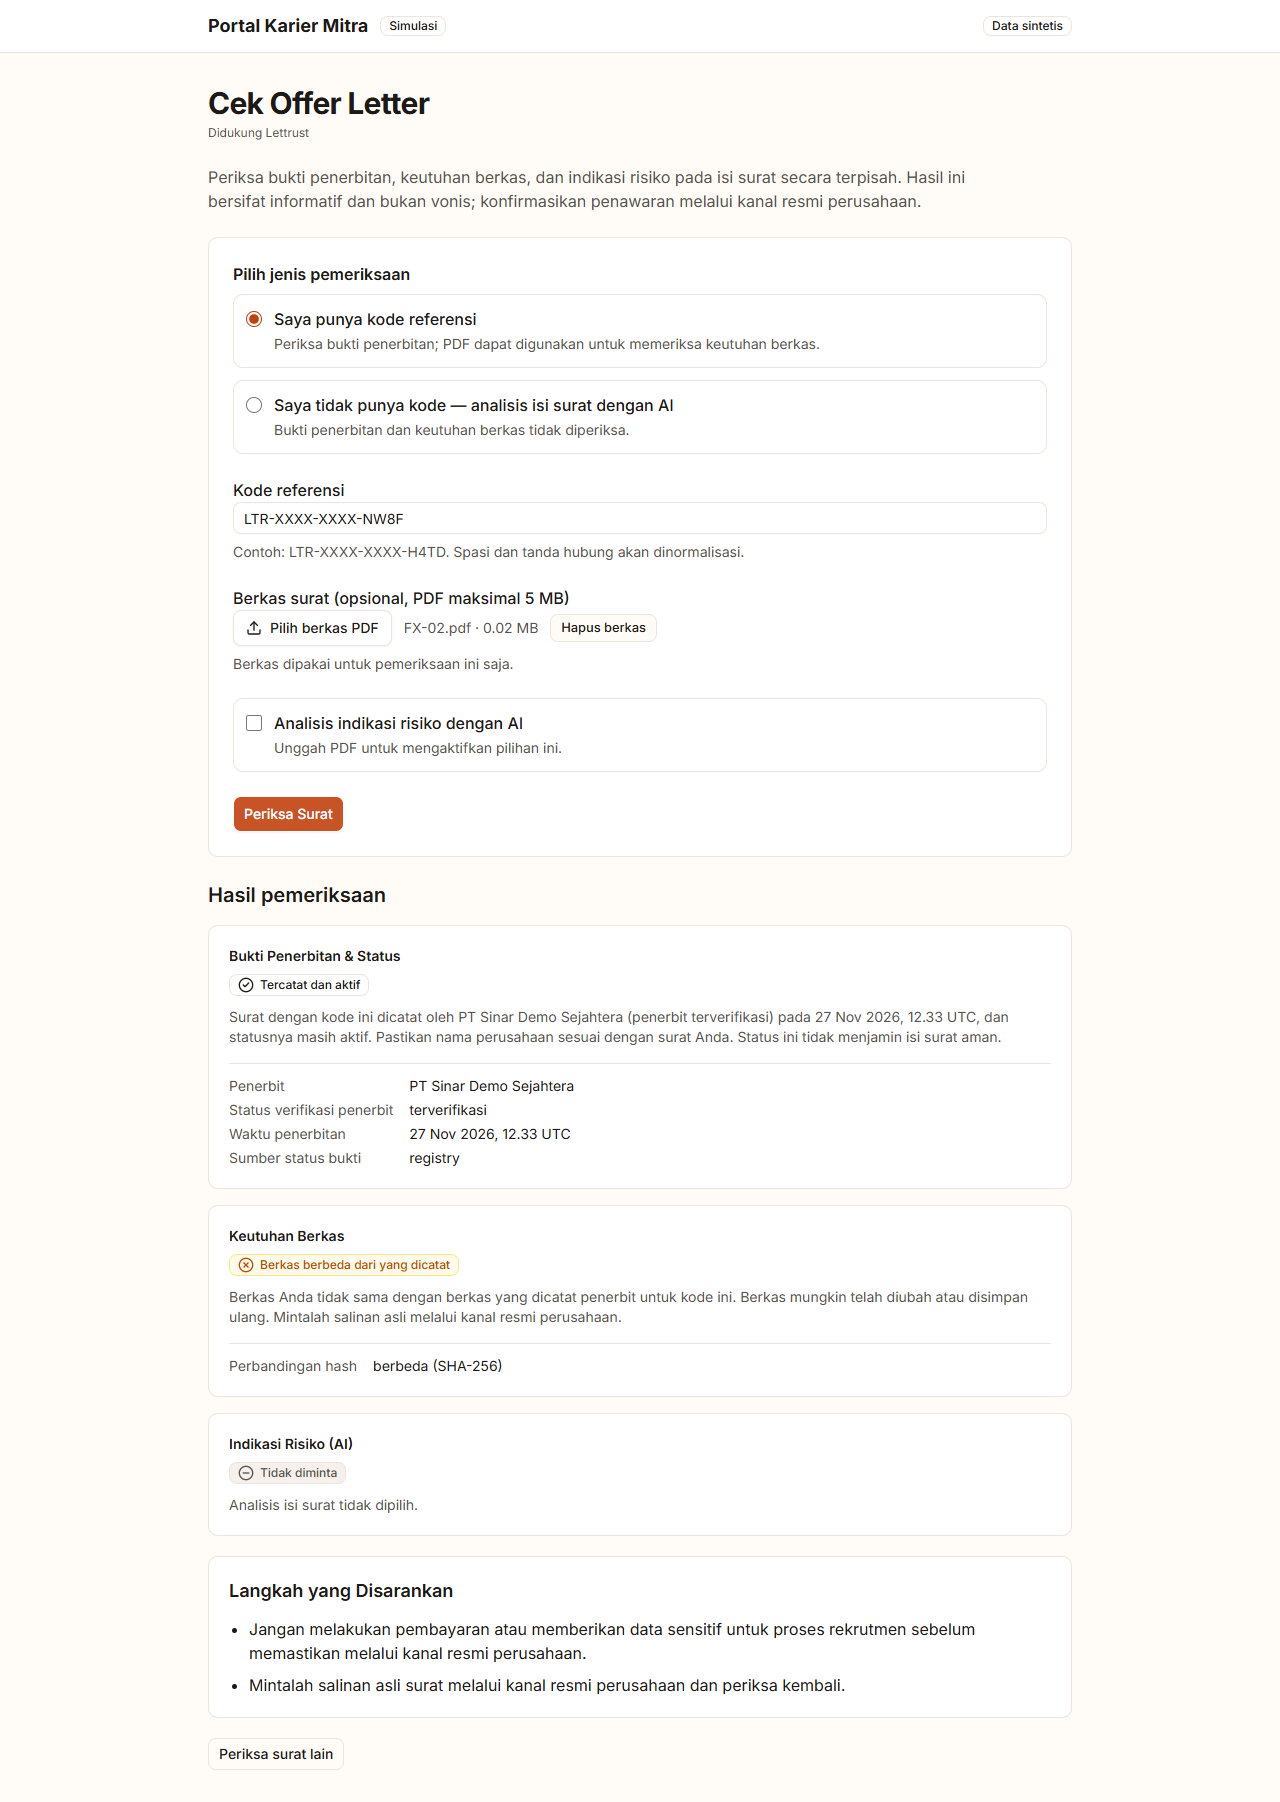 Portal Karier Mitra
Simulasi
Data sintetis
Cek Offer Letter
Didukung Lettrust
Periksa bukti penerbitan, keutuhan berkas, dan indikasi risiko pada isi surat secara terpisah. Hasil ini
bersifat informatif dan bukan vonis; konfirmasikan penawaran melalui kanal resmi perusahaan.
Pilih jenis pemeriksaan
Saya punya kode referensi
Periksa bukti penerbitan; PDF dapat digunakan untuk memeriksa keutuhan berkas.
Saya tidak punya kode — analisis isi surat dengan AI
Bukti penerbitan dan keutuhan berkas tidak diperiksa.
Kode referensi
LTR-XXXX-XXXX-NW8F
Contoh: LTR-XXXX-XXXX-H4TD. Spasi dan tanda hubung akan dinormalisasi.
Berkas surat (opsional, PDF maksimal 5 MB)
Pilih berkas PDF
FX-02.pdf · 0.02 MB
Hapus berkas
Berkas dipakai untuk pemeriksaan ini saja.
Analisis indikasi risiko dengan AI
Unggah PDF untuk mengaktifkan pilihan ini.
Periksa Surat
Hasil pemeriksaan
Bukti Penerbitan & Status
Tercatat dan aktif
Surat dengan kode ini dicatat oleh PT Sinar Demo Sejahtera (penerbit terverifikasi) pada 27 Nov 2026, 12.33 UTC, dan
statusnya masih aktif. Pastikan nama perusahaan sesuai dengan surat Anda. Status ini tidak menjamin isi surat aman.
Penerbit PT Sinar Demo Sejahtera
Status verifikasi penerbit terverifikasi
Waktu penerbitan 27 Nov 2026, 12.33 UTC
Sumber status bukti registry
Keutuhan Berkas
Berkas berbeda dari yang dicatat
Berkas Anda tidak sama dengan berkas yang dicatat penerbit untuk kode ini. Berkas mungkin telah diubah atau disimpan
ulang. Mintalah salinan asli melalui kanal resmi perusahaan.
Perbandingan hash berbeda (SHA-256)
Indikasi Risiko (AI)
Tidak diminta
Analisis isi surat tidak dipilih.
Langkah yang Disarankan
• Jangan melakukan pembayaran atau memberikan data sensitif untuk proses rekrutmen sebelum
memastikan melalui kanal resmi perusahaan.
• Mintalah salinan asli surat melalui kanal resmi perusahaan dan periksa kembali.
Periksa surat lain